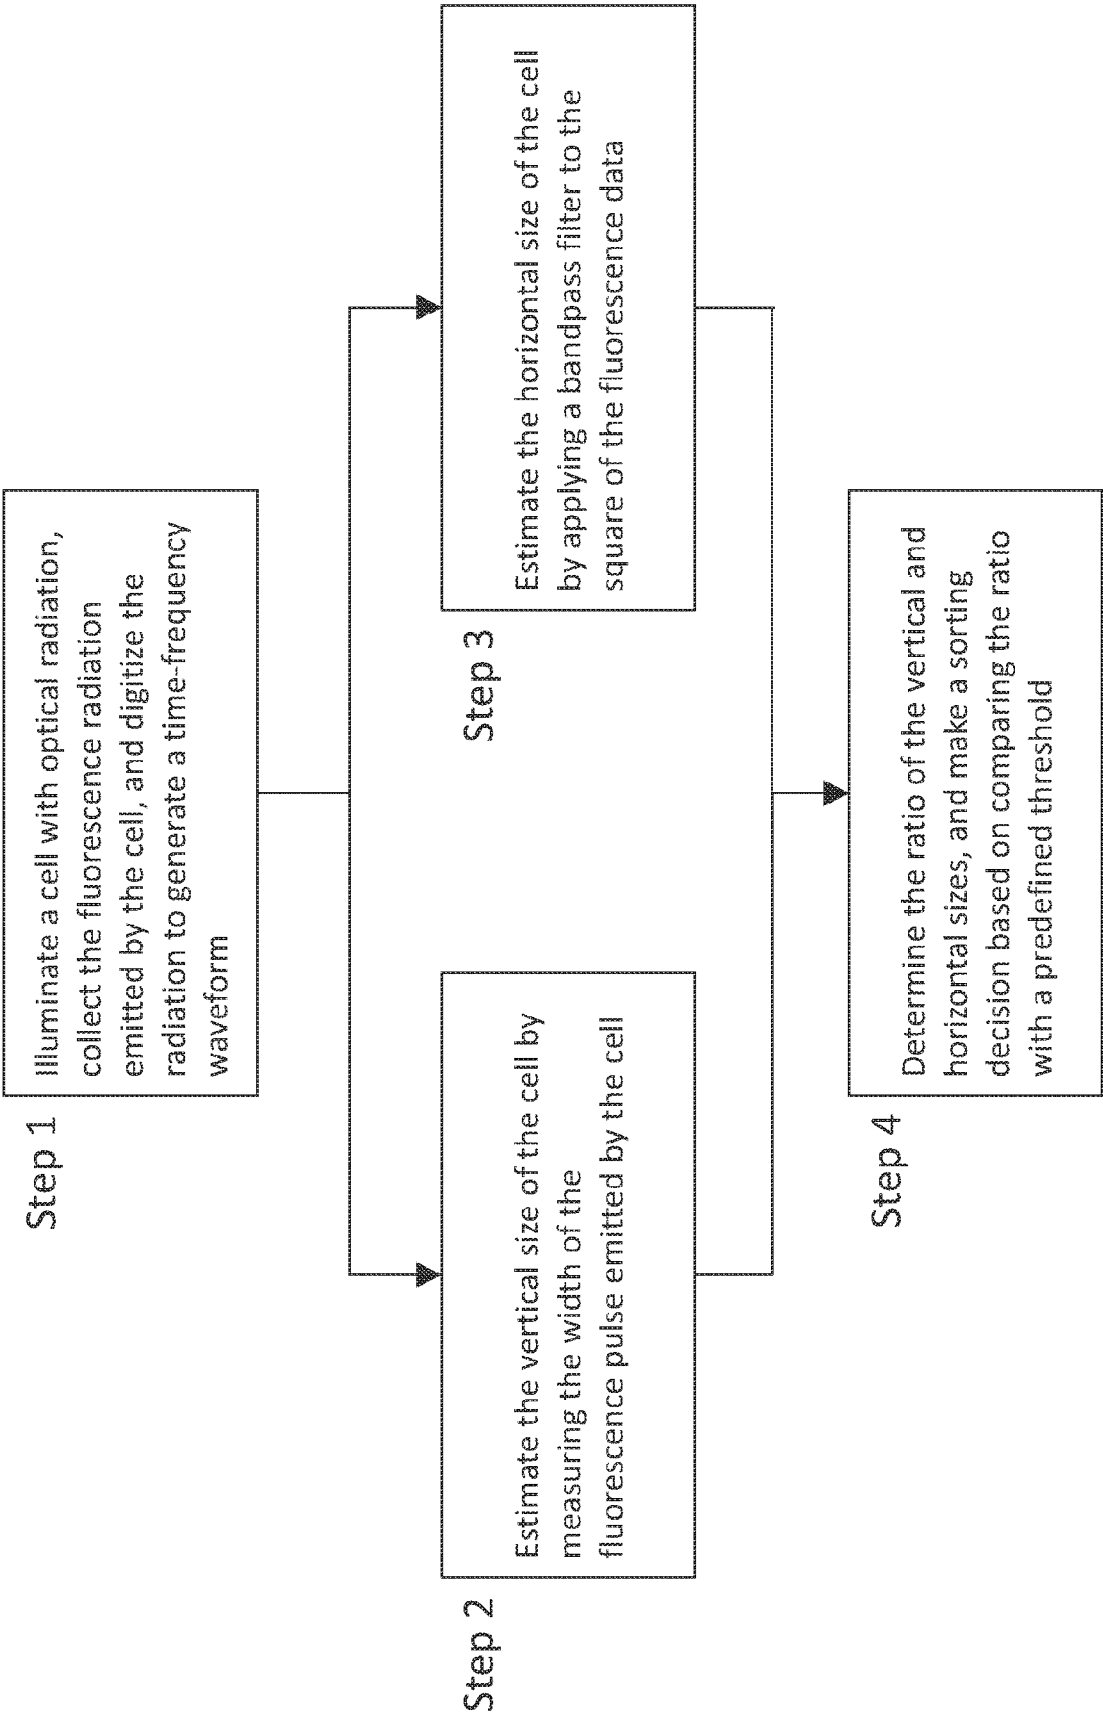 Step 1
Illuminate a cell with optical radiation,
collect the fluorescence radiation
emitted by the cell, and digitize the
radiation to generate a time-frequency
waveform
Step 2
Estimate the vertical size of the cell by
measuring the width of the
fluorescence pulse emitted by the cell
Step 3
Estimate the horizontal size of the cell
by applying a bandpass filter to the
square of the fluorescence data
Step 4
Determine the ratio of the vertical and
horizontal sizes, and make a sorting
decision based on comparing the ratio
with a predefined threshold